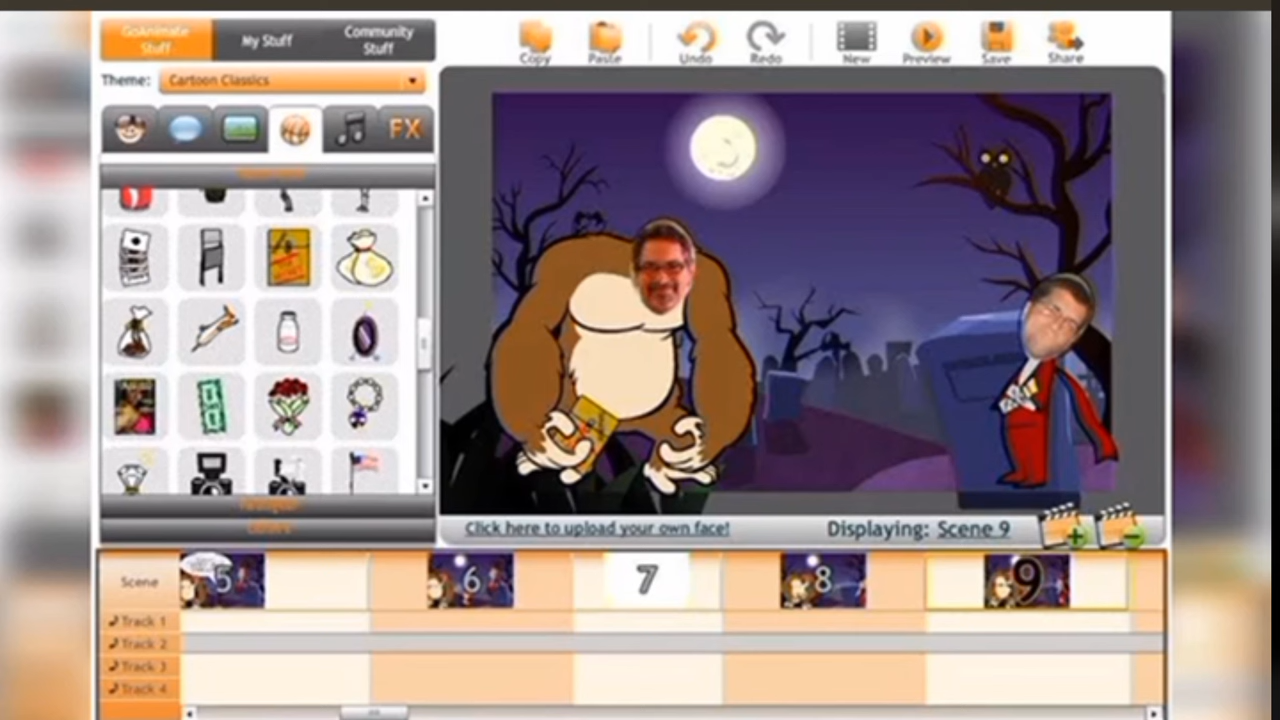 GoAnimate
Stuff
My Stuff
Community
Stuff
Copy
Paste
Undo
Redo
New
Preview
Save
Share
Theme:
Cartoon Classics
FX
Click here to upload your own face!
Displaying: Scene 9
Scene
5
6
7
8
9
Track 1
Track 2
Track 3
Track 4